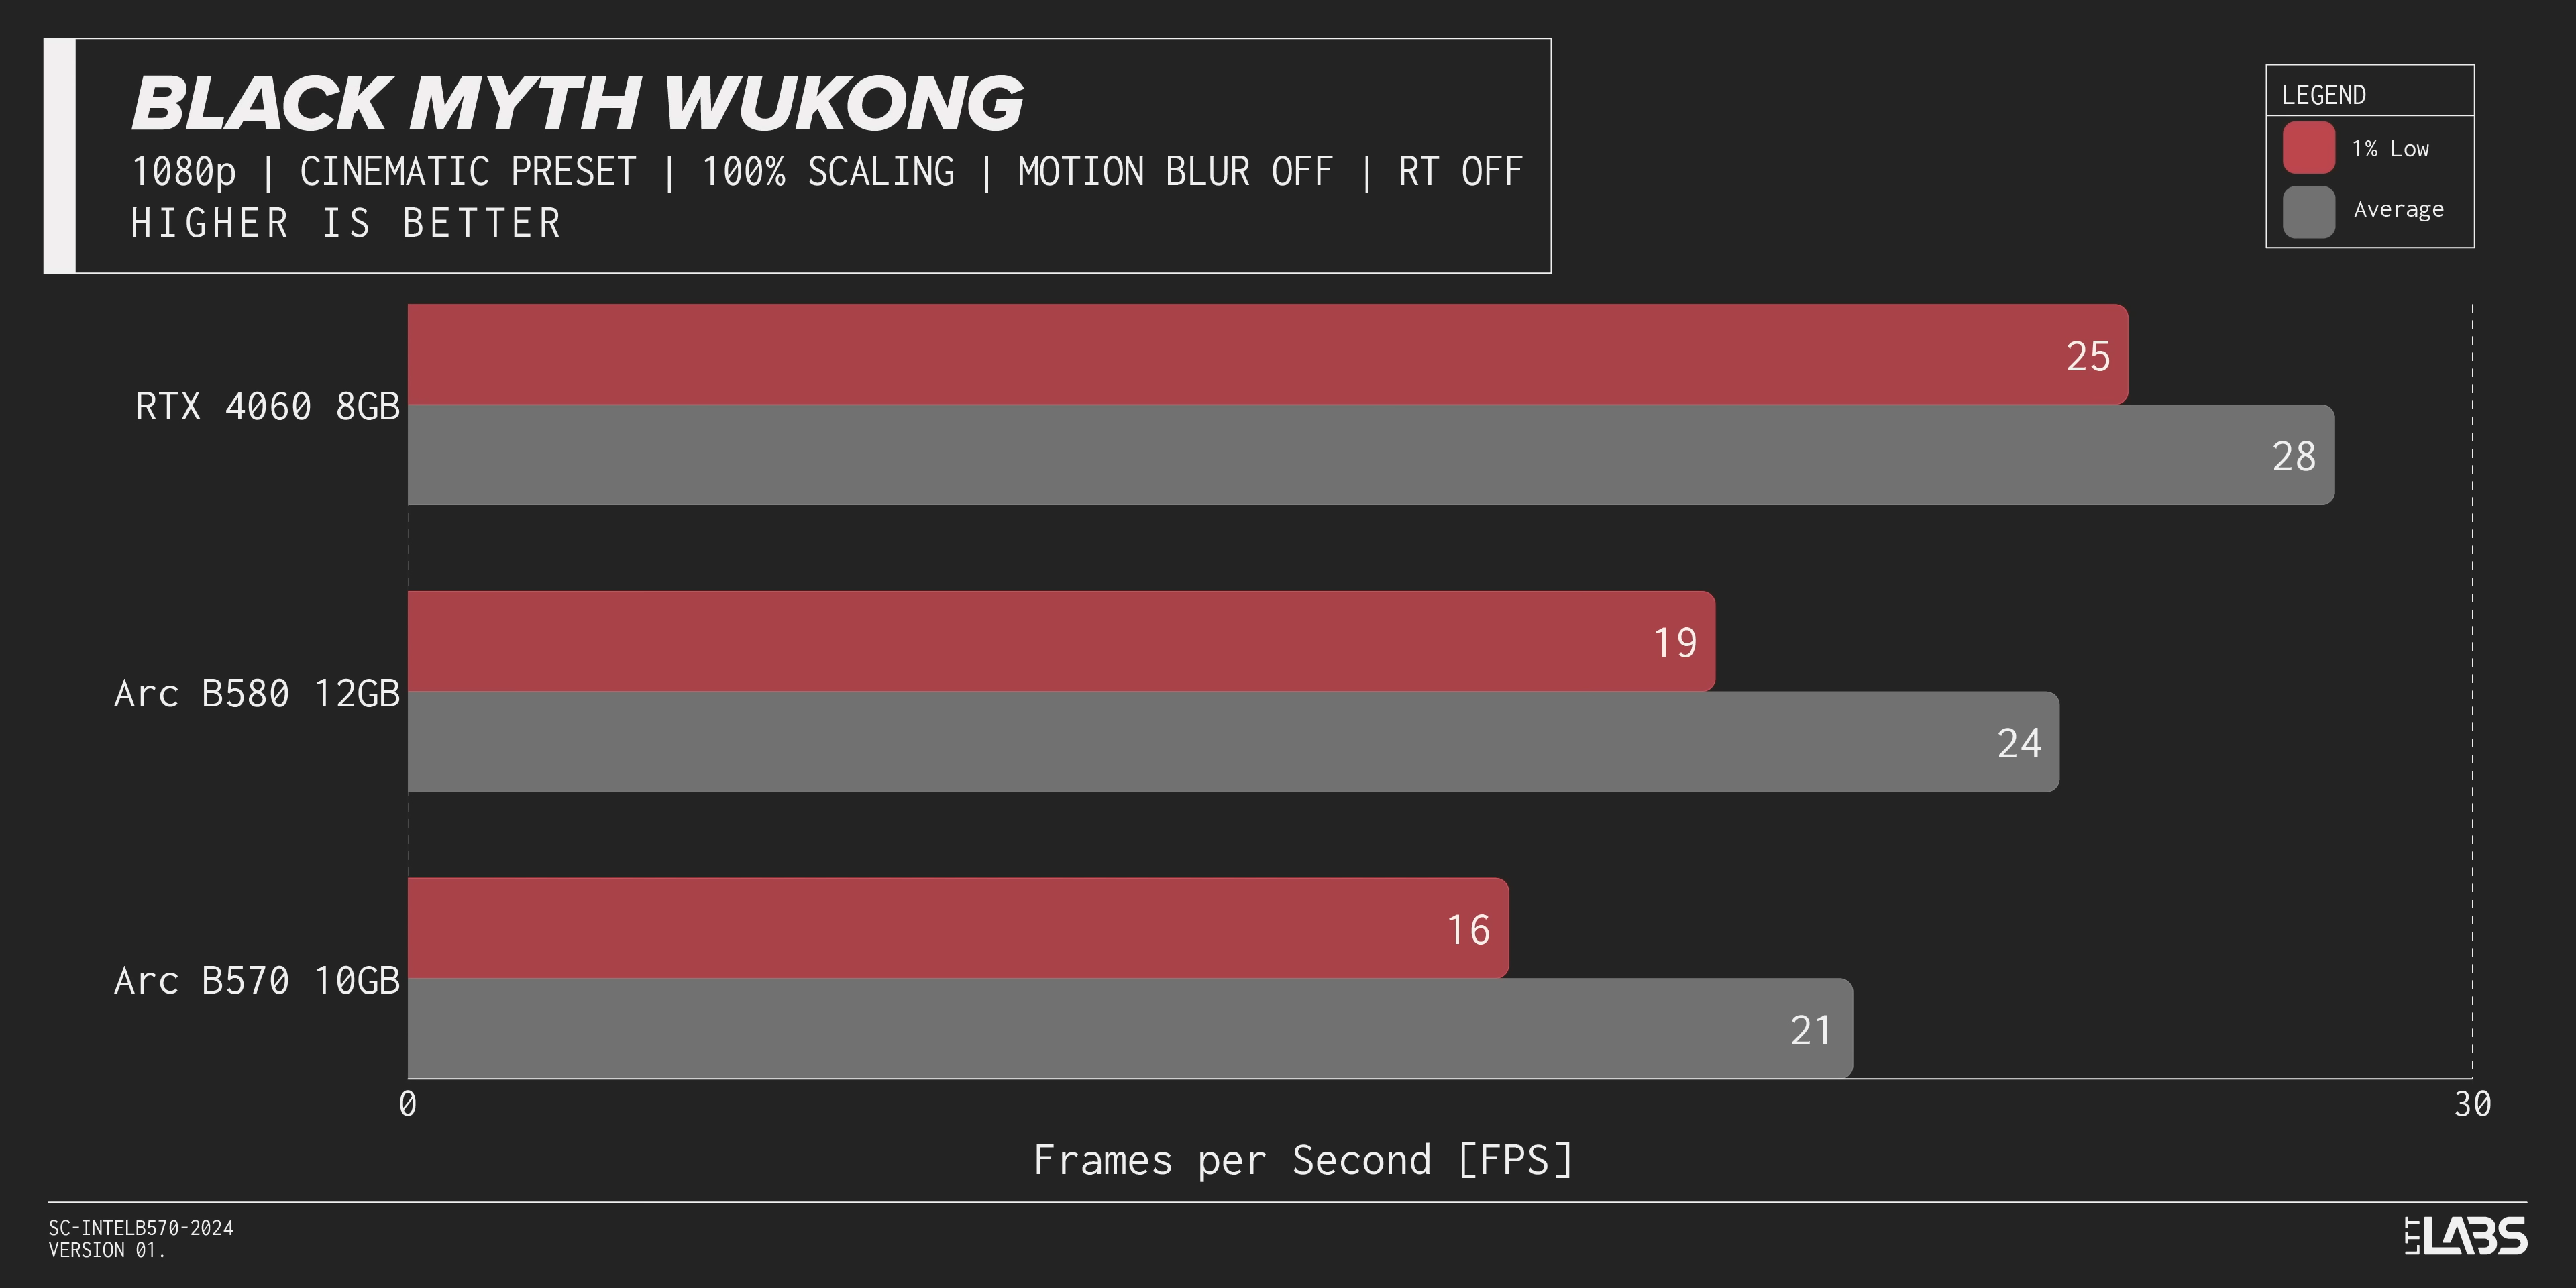 BLACK MYTH WUKONG
1080p | CINEMATIC PRESET | 100% SCALING | MOTION BLUR OFF | RT OFF
HIGHER IS BETTER
LEGEND
1% Low
Average
RTX 4060 8GB
25
28
Arc B580 12GB
19
24
Arc B570 10GB
16
21
0
30
Frames per Second [FPS]
SC-INTELB570-2024
VERSION 01.
LTT LABS